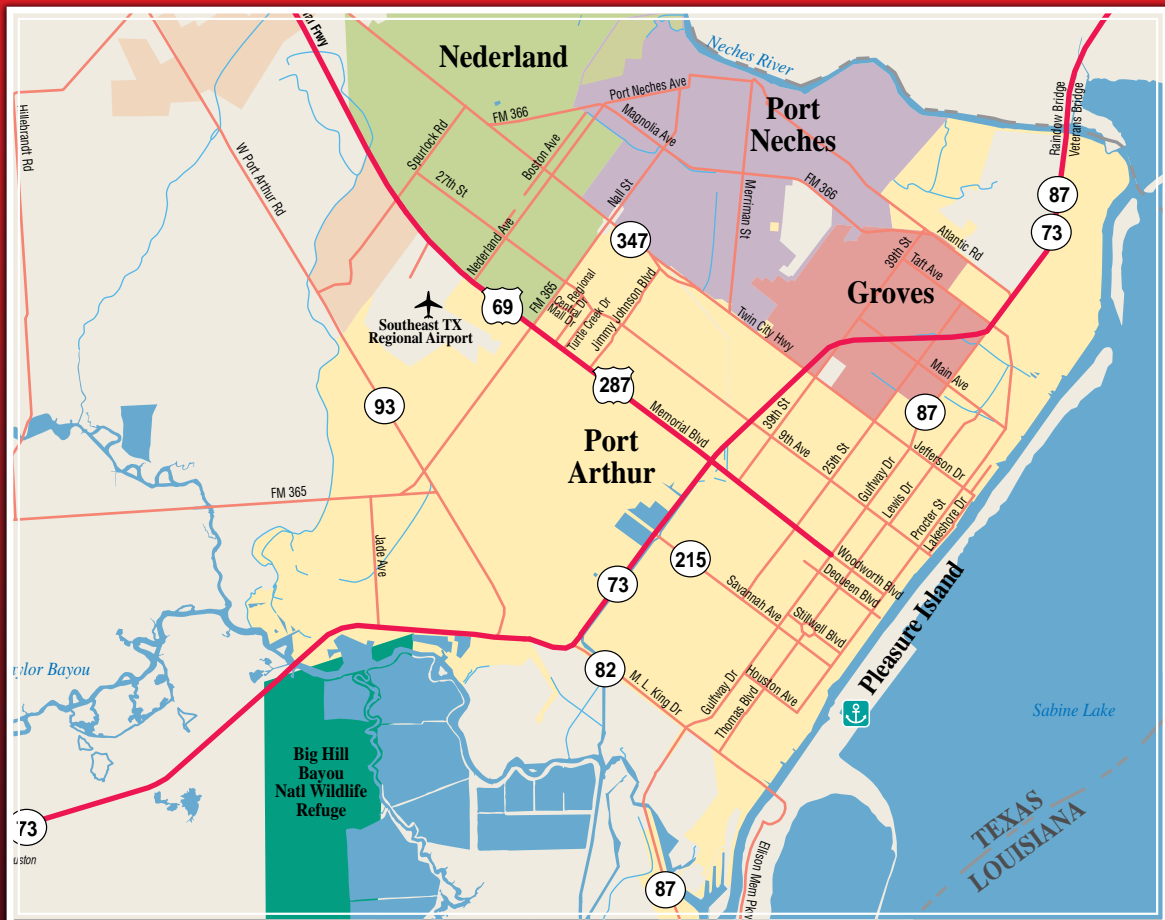 Frwy
Nederland
Neches River
Port Neches Ave
Port
Neches
Rainbow Bridge
Veterans Bridge
Hillebrandt Rd
FM 366
Magnolia Ave
Spurlock Rd
Boston Ave
W Port Arthur Rd
27th St
Nall St
Merriman St
FM 366
87
73
Atlantic Rd
39th St
Taft Ave
347
Nederland Ave
Groves
FM 365
Regional
Central Dr
Mall Dr
Turtle Creek Dr
Jimmy Johnson Blvd
Twin City Hwy
69
Southeast TX
Regional Airport
Main Ave
287
93
87
Memorial Blvd
39th St
9th Ave
25th St
Port
Arthur
Jefferson Dr
Gulfway Dr
Lewis Dr
Procter St
Lakeshore Dr
FM 365
Jade Ave
215
Woodworth Blvd
Dequeen Blvd
73
Savannah Ave
Stillwell Blvd
Pleasure Island
ylor Bayou
82
M. L. King Dr
Houston Ave
Gulfway Dr
Thomas Blvd
Sabine Lake
Big Hill
Bayou
Natl Wildlife
Refuge
TEXAS
LOUISIANA
73
uston
87
Ellison Mem Pkwy